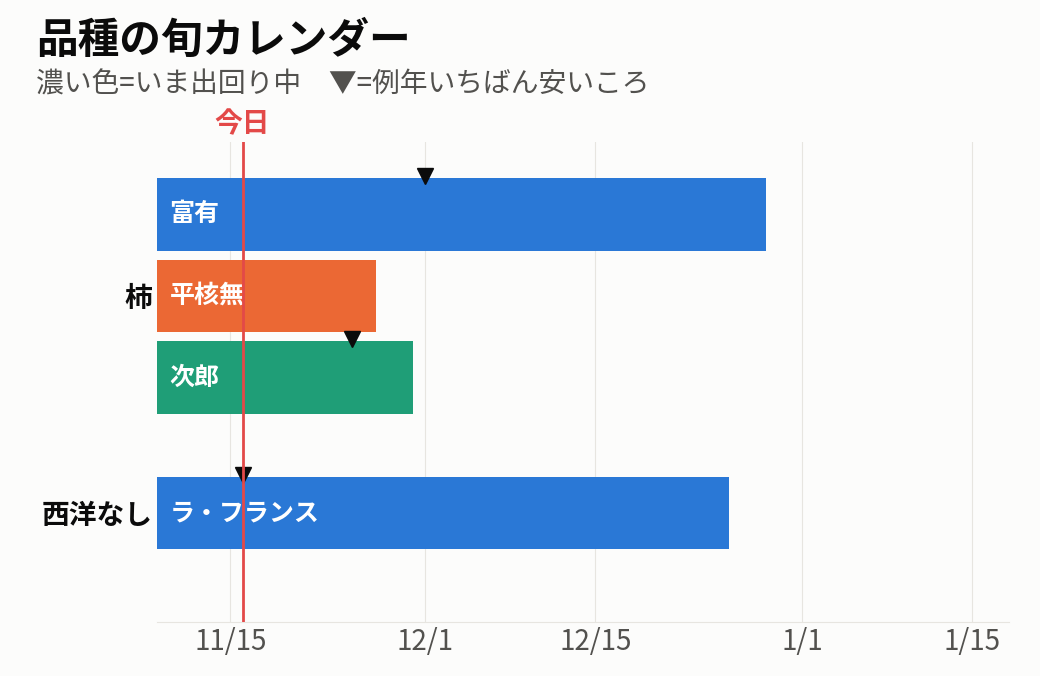 品種の旬カレンダー
濃い色=いま出回り中　▼=例年いちばん安いころ
今日
富有
柿
平核無
次郎
西洋なし
ラ・フランス
11/15
12/1
12/15
1/1
1/15